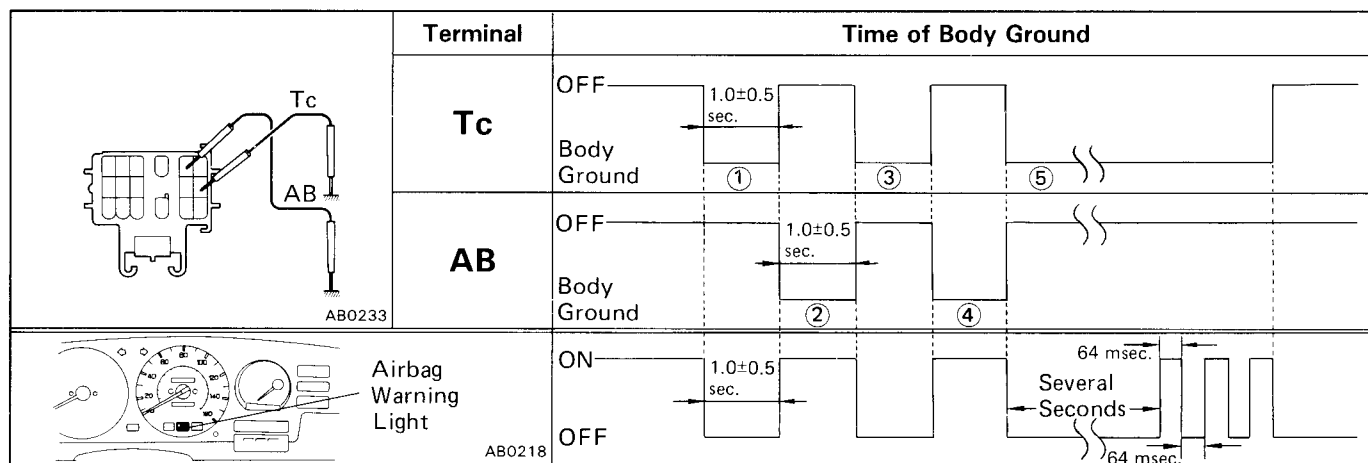 Terminal
Time of Body Ground
Tc
AB
AB0233
Tc
OFF
Body
Ground
1.0±0.5
sec.
① ③ ⑤
AB
OFF
Body
Ground
1.0±0.5
sec.
② ④
Airbag
Warning
Light
AB0218
ON
OFF
1.0±0.5
sec.
Several
Seconds
64 msec.
64 msec.